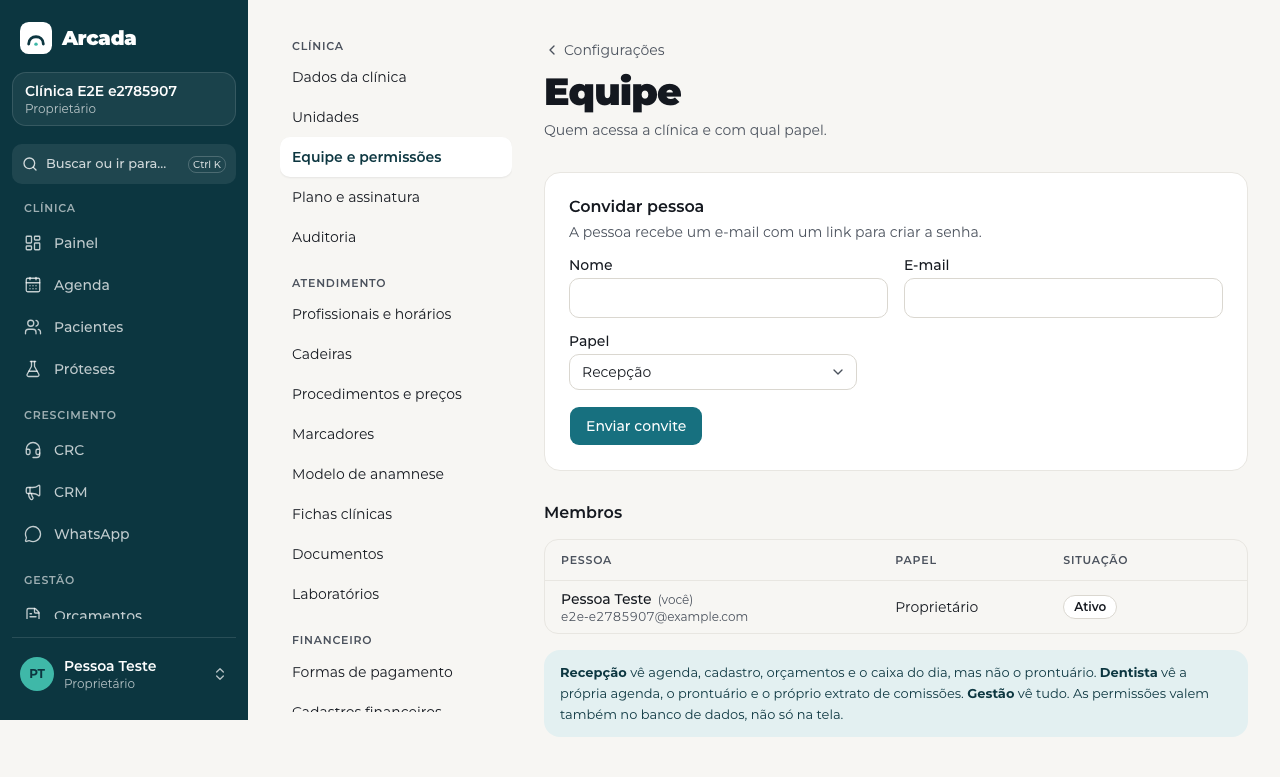 Arcada
Clínica E2E e2785907
Proprietário
Buscar ou ir para... Ctrl K
CLÍNICA
Painel
Agenda
Pacientes
Próteses
CRESCIMENTO
CRC
CRM
WhatsApp
GESTÃO
Orçamentos
PT
Pessoa Teste
Proprietário
CLÍNICA
Dados da clínica
Unidades
Equipe e permissões
Plano e assinatura
Auditoria
ATENDIMENTO
Profissionais e horários
Cadeiras
Procedimentos e preços
Marcadores
Modelo de anamnese
Fichas clínicas
Documentos
Laboratórios
FINANCEIRO
Formas de pagamento
Cadastros financeiros
Configurações
Equipe
Quem acessa a clínica e com qual papel.
Convidar pessoa
A pessoa recebe um e-mail com um link para criar a senha.
Nome E-mail
Papel
Recepção
Enviar convite
Membros
PESSOA PAPEL SITUAÇÃO
Pessoa Teste (você)
e2e-e2785907@example.com
Proprietário
Ativo
Recepção vê agenda, cadastro, orçamentos e o caixa do dia, mas não o prontuário. Dentista vê a
própria agenda, o prontuário e o próprio extrato de comissões. Gestão vê tudo. As permissões valem
também no banco de dados, não só na tela.